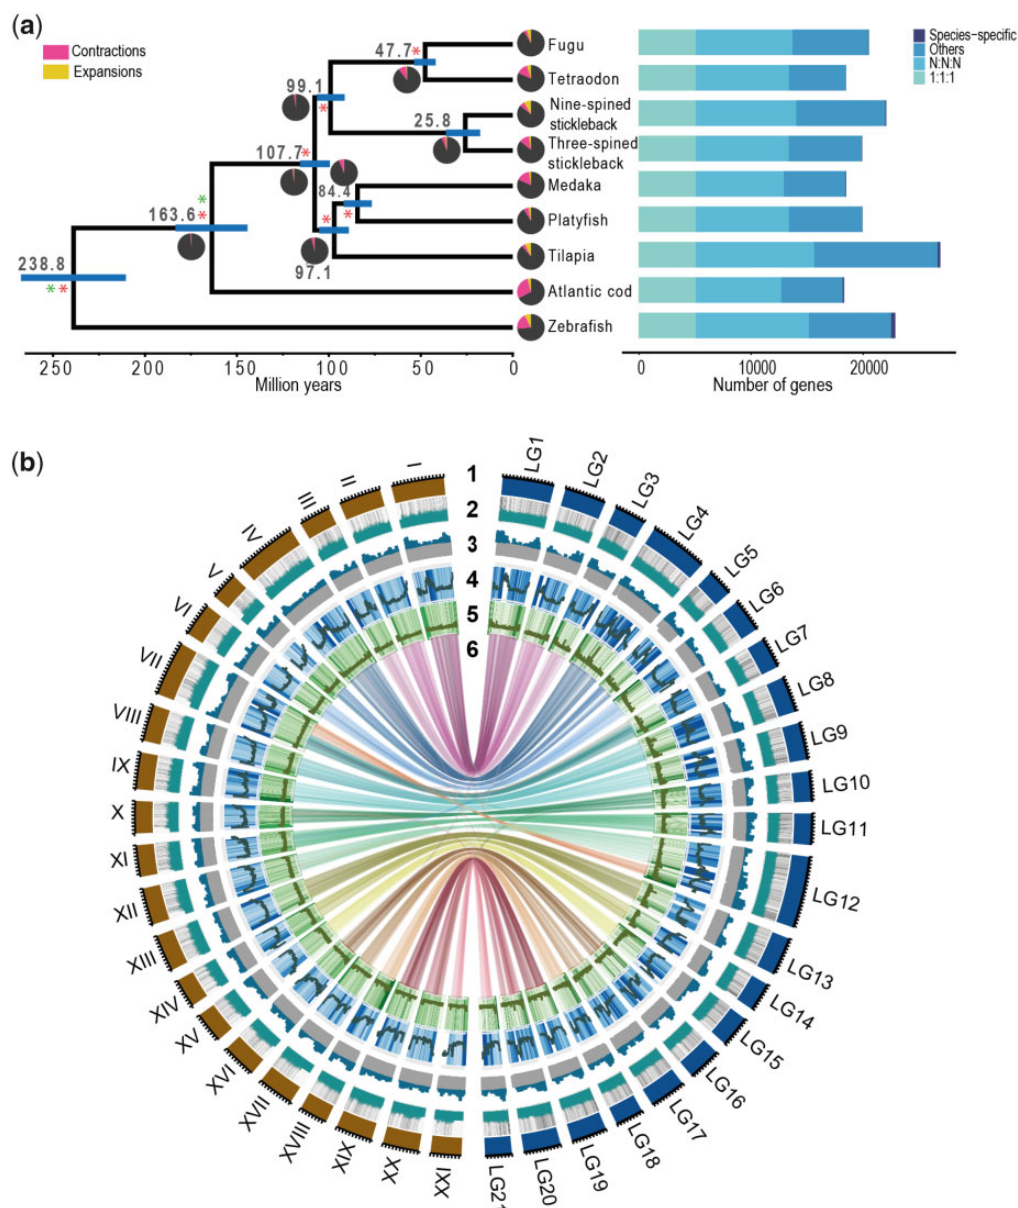 (a)
Contractions
Expansions
47.7 *
99.1
*
25.8
107.7 *
84.4
*
*
97.1
*
163.6 *
238.8
* *
Fugu
Tetraodon
Nine-spined
stickleback
Three-spined
stickleback
Medaka
Platyfish
Tilapia
Atlantic cod
Zebrafish
250
200
150
100
50
0
Million years
Species-specific
Others
N:N:N
1:1:1
0
10000
20000
Number of genes
(b)
1
2
3
4
5
6
LG1
LG2
LG3
LG4
LG5
LG6
LG7
LG8
LG9
LG10
LG11
LG12
LG13
LG14
LG15
LG16
LG17
LG18
LG19
LG20
LG21
XXI
XX
XIX
XVIII
XVII
XVI
XV
XIV
XIII
XII
XI
X
IX
VIII
VII
VI
V
IV
III
II
I